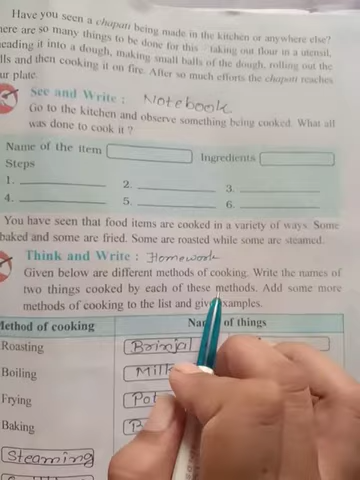 Have you seen a chapati being made in the kitchen or anywhere else?
here are so many things to be done for this – taking out flour in a utensil,
eading it into a dough, making small balls of the dough, rolling out the
lls and then cooking it on fire. After so much efforts the chapati reaches
ur plate.
See and Write : Notebook
Go to the kitchen and observe something being cooked. What all
was done to cook it ?
Name of the Item Ingredients
Steps
1. 2. 3.
4. 5. 6.
You have seen that food items are cooked in a variety of ways. Some
baked and some are fried. Some are roasted while some are steamed.
Think and Write : Homework
Given below are different methods of cooking. Write the names of
two things cooked by each of these methods. Add some more
methods of cooking to the list and give examples.
Method of cooking Na of things
Roasting Brinjal
Boiling Milk
Frying Pot
Baking
Steaming